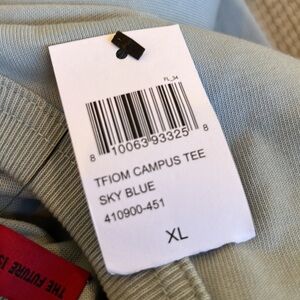 FL_34
8 10063 93325 8
TFIOM CAMPUS TEE
SKY BLUE
410900-451
XL
THE FUTURE IS